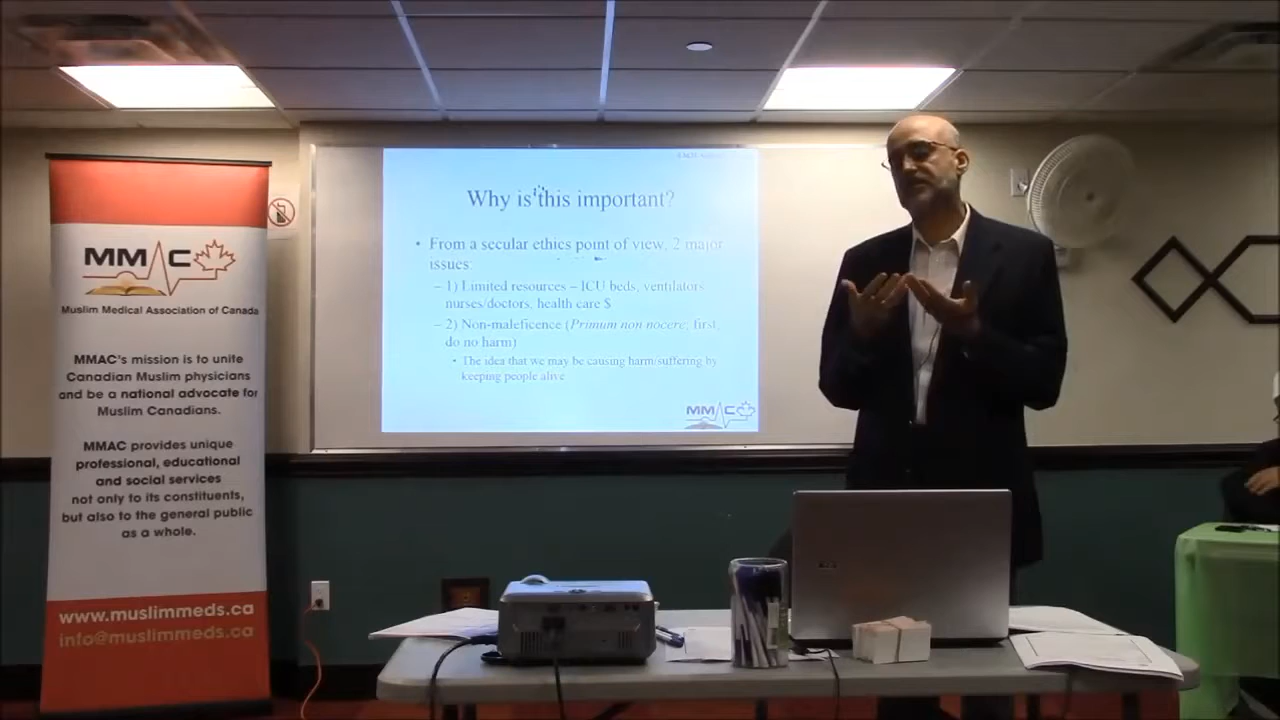 MMAC
Muslim Medical Association of Canada
MMAC's mission is to unite
Canadian Muslim physicians
and be a national advocate for
Muslim Canadians.
MMAC provides unique
professional, educational
and social services
not only to its constituents,
but also to the general public
as a whole.
www.muslimmeds.ca
info@muslimmeds.ca
Why is this important?
• From a secular ethics point of view, 2 major
issues:
– 1) Limited resources – ICU beds, ventilators
nurses/doctors, health care $
– 2) Non-maleficence (Primum non nocere; first,
do no harm)
• The idea that we may be causing harm/suffering by
keeping people alive
MMAC
hp